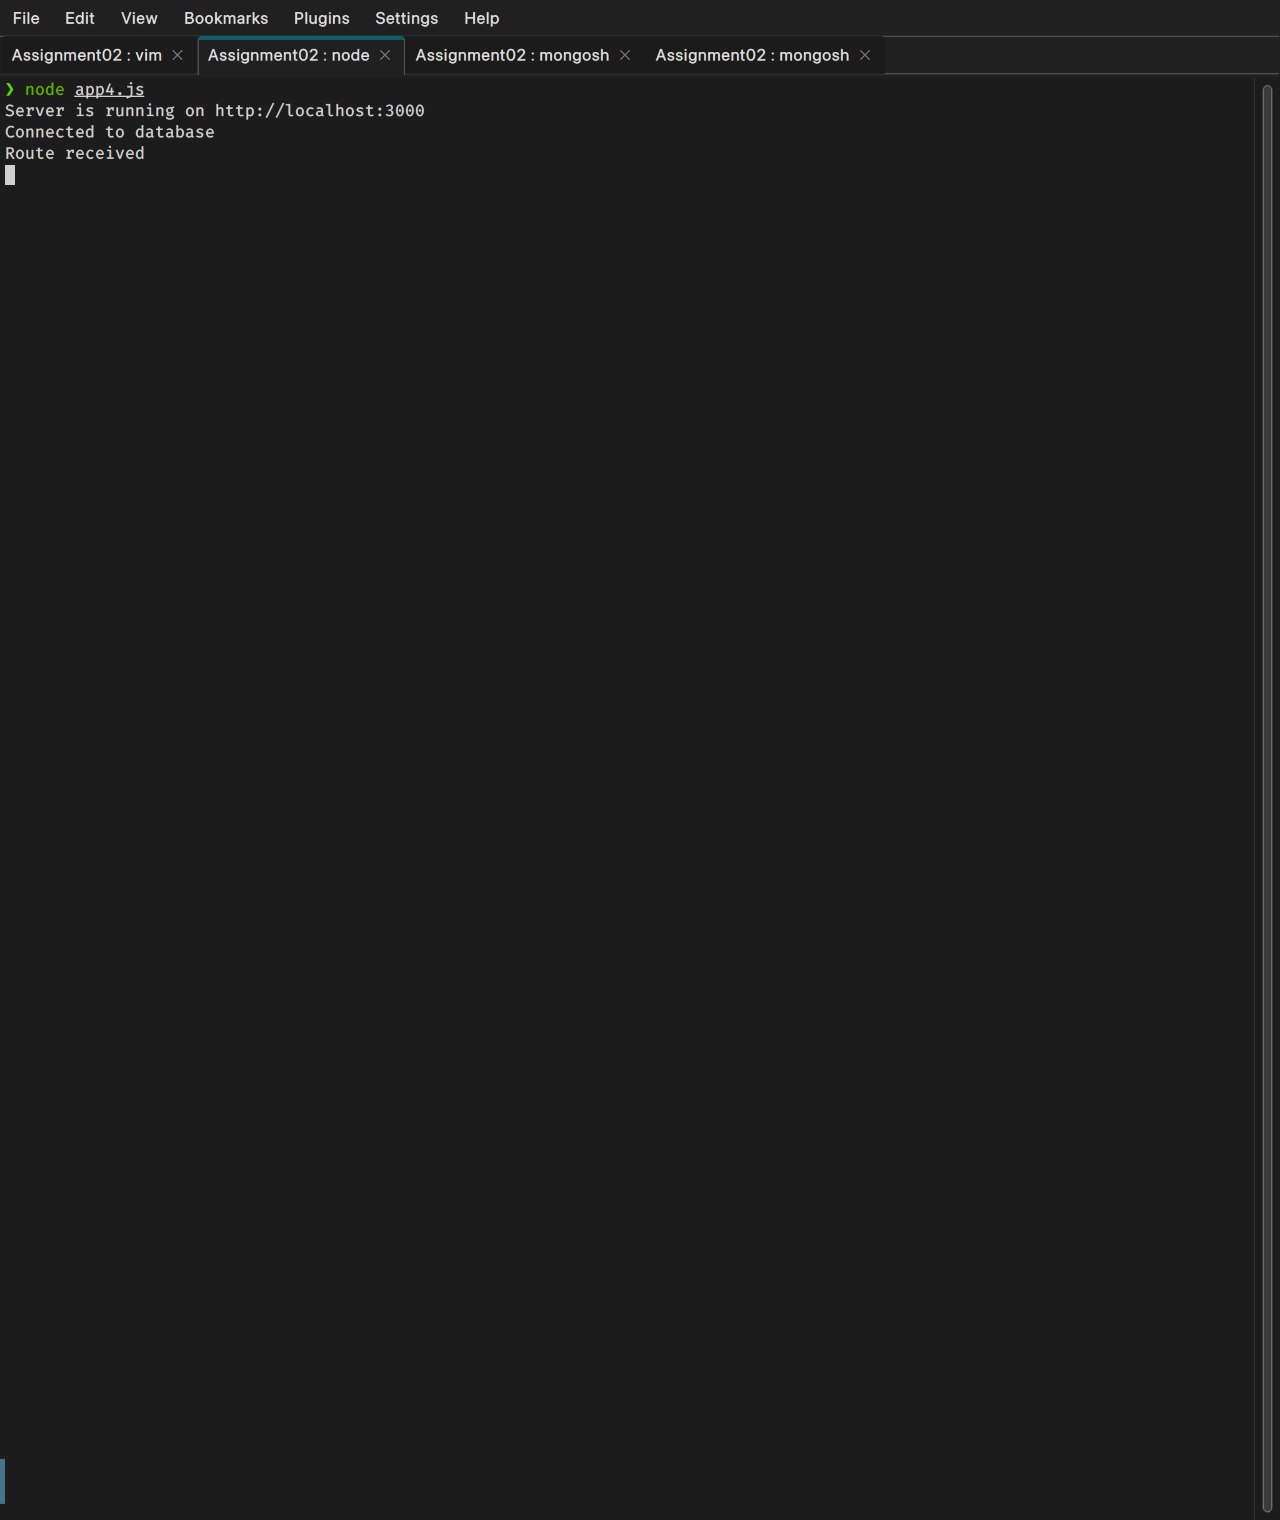 File Edit View Bookmarks Plugins Settings Help
Assignment02 : vim Assignment02 : node Assignment02 : mongosh Assignment02 : mongosh
❯ node app4.js
Server is running on http://localhost:3000
Connected to database
Route received